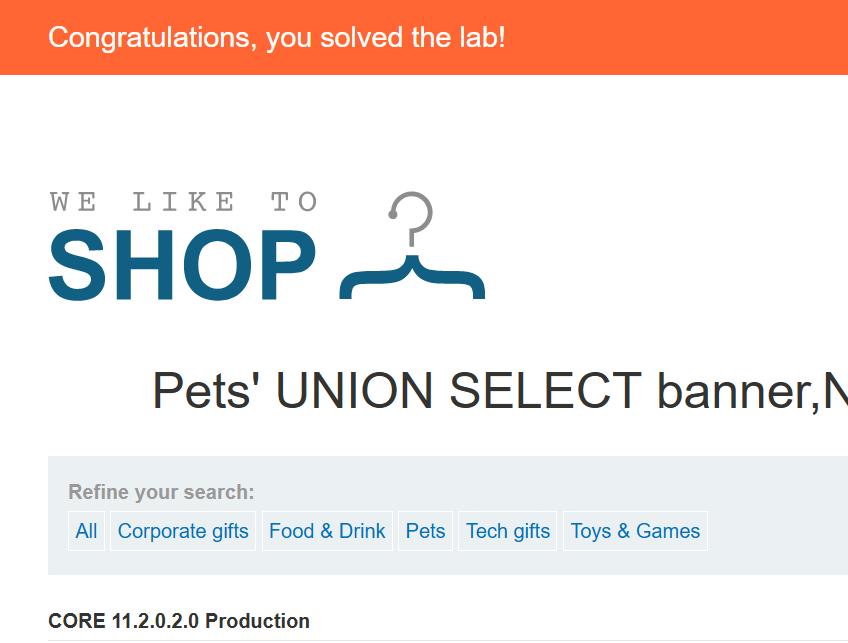 Congratulations, you solved the lab!
WE LIKE TO
SHOP
Pets' UNION SELECT banner,N
Refine your search:
All Corporate gifts Food & Drink Pets Tech gifts Toys & Games
CORE 11.2.0.2.0 Production